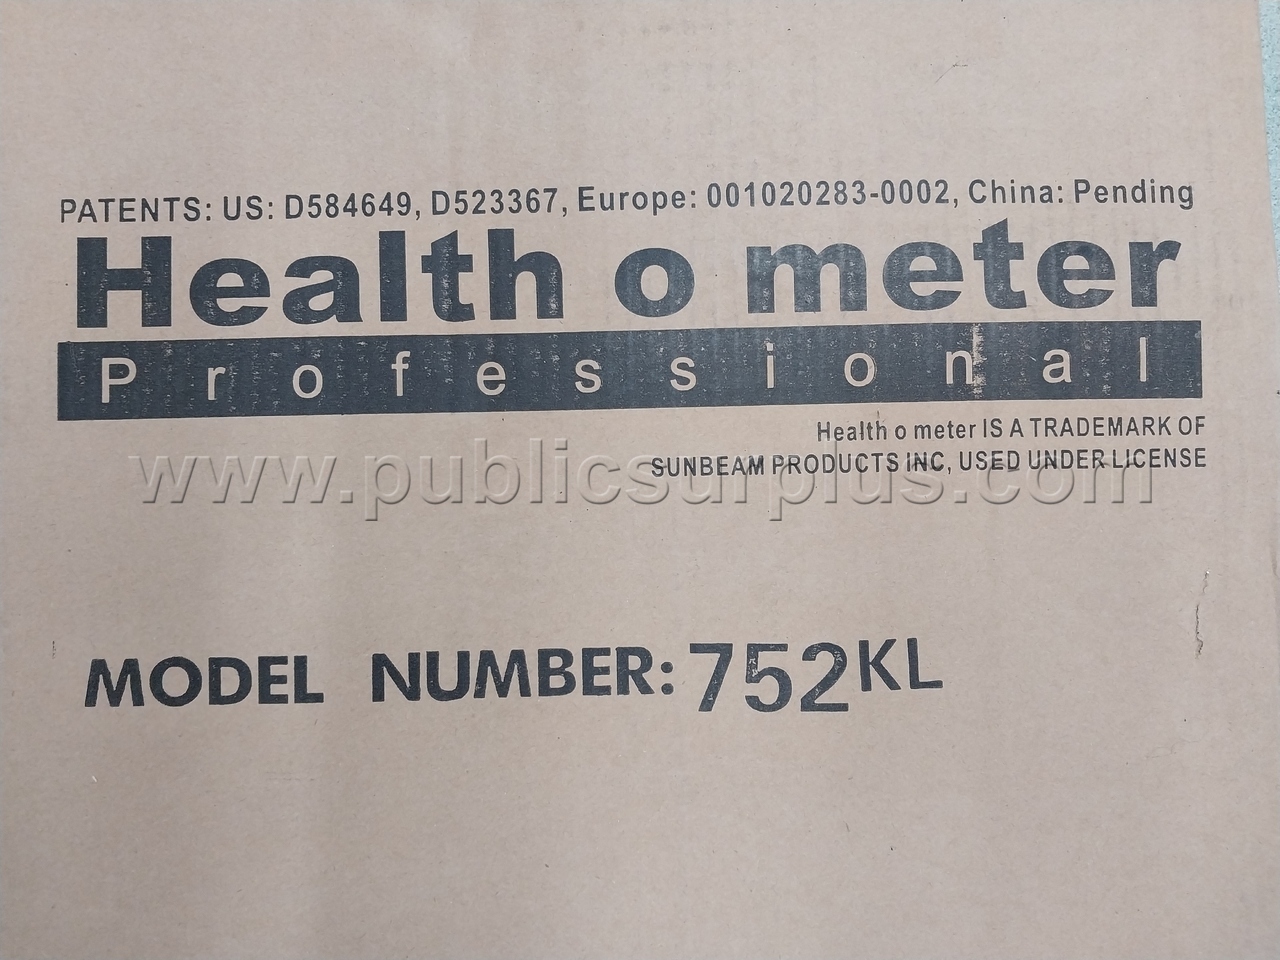 PATENTS: US: D584649, D523367, Europe: 001020283-0002, China: Pending
Health o meter
Professional
Health o meter IS A TRADEMARK OF
SUNBEAM PRODUCTS INC, USED UNDER LICENSE
www.publicsurplus.com
MODEL NUMBER: 752KL